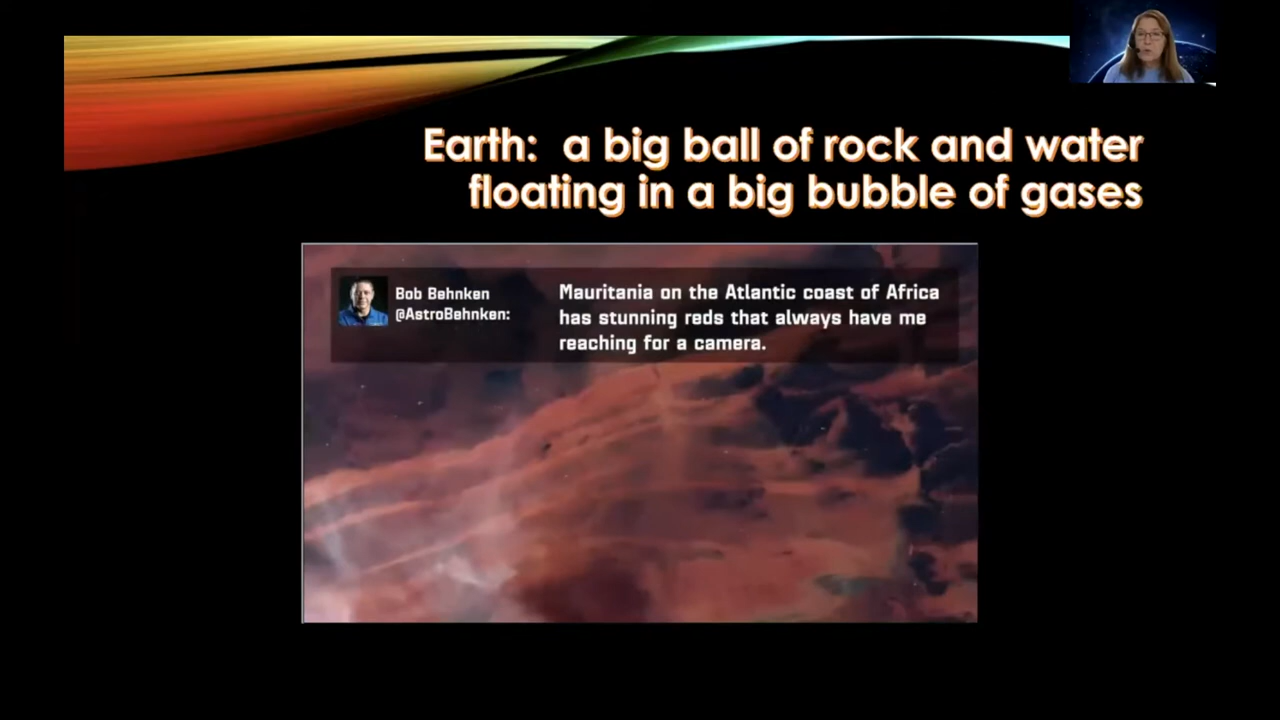 Earth: a big ball of rock and water
floating in a big bubble of gases
Bob Behnken
@AstroBehnken:
Mauritania on the Atlantic coast of Africa
has stunning reds that always have me
reaching for a camera.